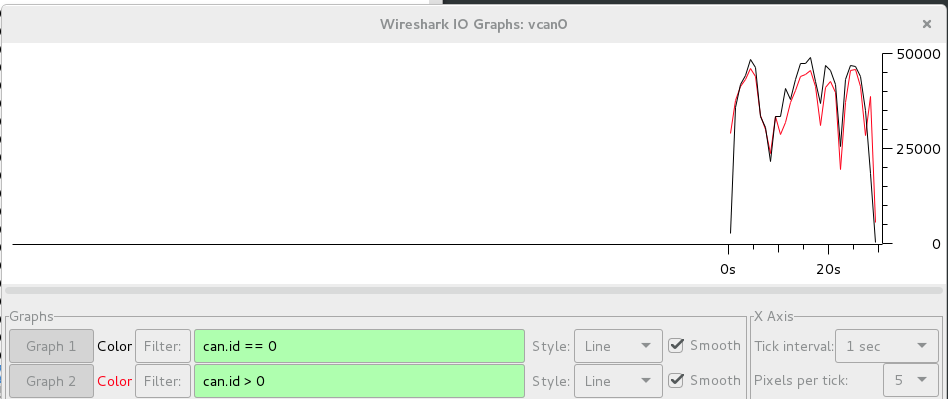 Wireshark IO Graphs: vcan0
×
50000
25000
0
0s 20s
Graphs
Graph 1 Color Filter: can.id == 0 Style: Line Smooth
Graph 2 Color Filter: can.id > 0 Style: Line Smooth
X Axis
Tick interval: 1 sec
Pixels per tick: 5